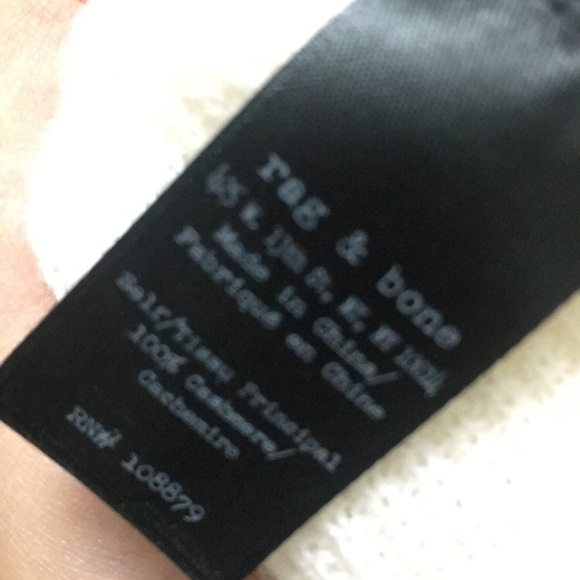 rag & bone
Made in China/
Fabriqué en Chine
Self/Tissu Principal
100% Cashmere/
Cachemire
RN# 108879